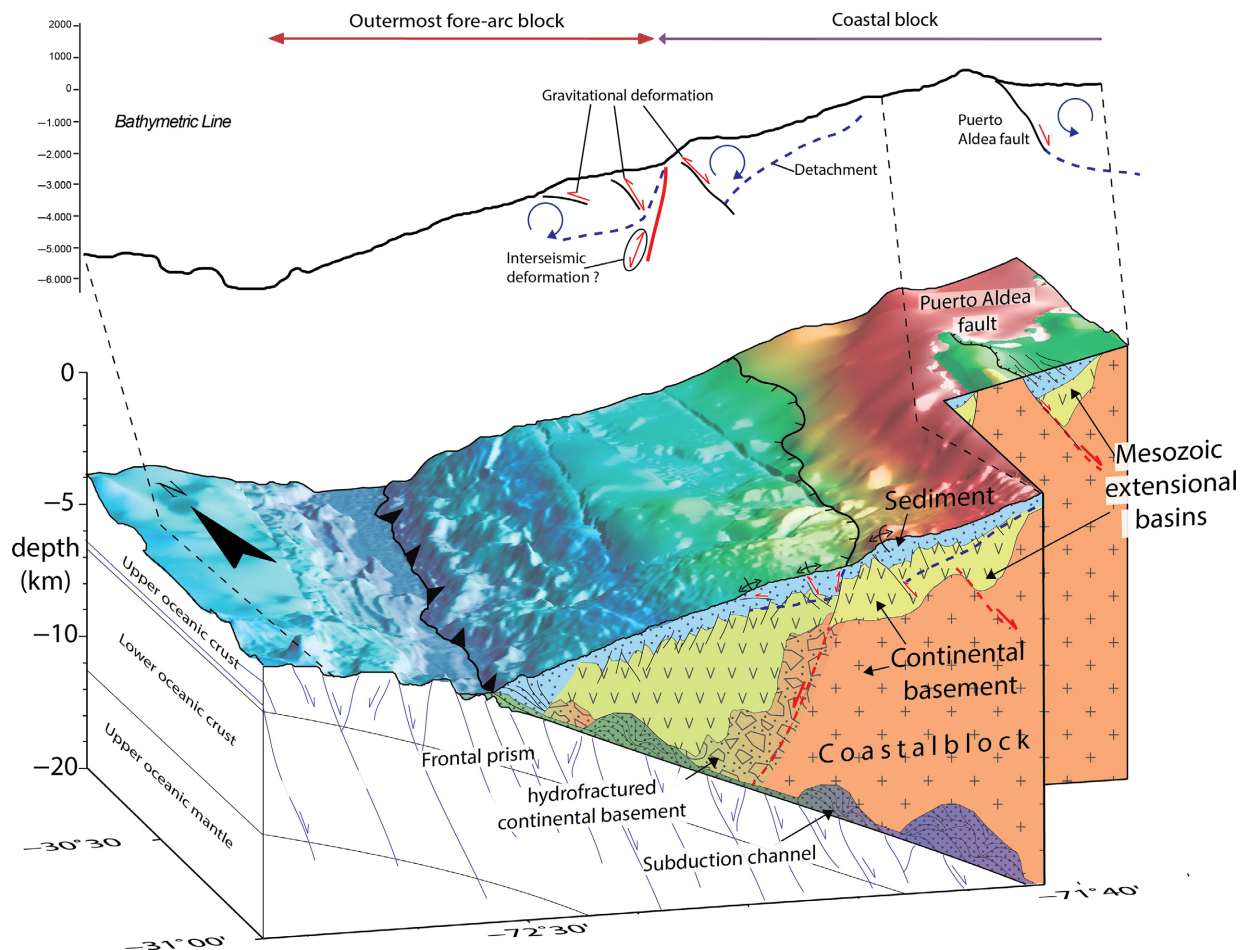 Outermost fore-arc block
Coastal block
2000
1000
0
−1.000
−2.000
−3.000
−4.000
−5.000
−6.000
Bathymetric Line
Gravitational deformation
Puerto
Aldea fault
Detachment
Interseismic
deformation ?
Puerto Aldea
fault
0
−5
depth
(km)
−10
−20
N
Upper oceanic crust
Lower oceanic crust
Upper oceanic mantle
Sediment
Mesozoic
extensional
basins
Continental
basement
Coastalblock
Frontal prism
hydrofractured
continental basement
Subduction channel
−30°30
−31°00'
−72°30'
−71°40'